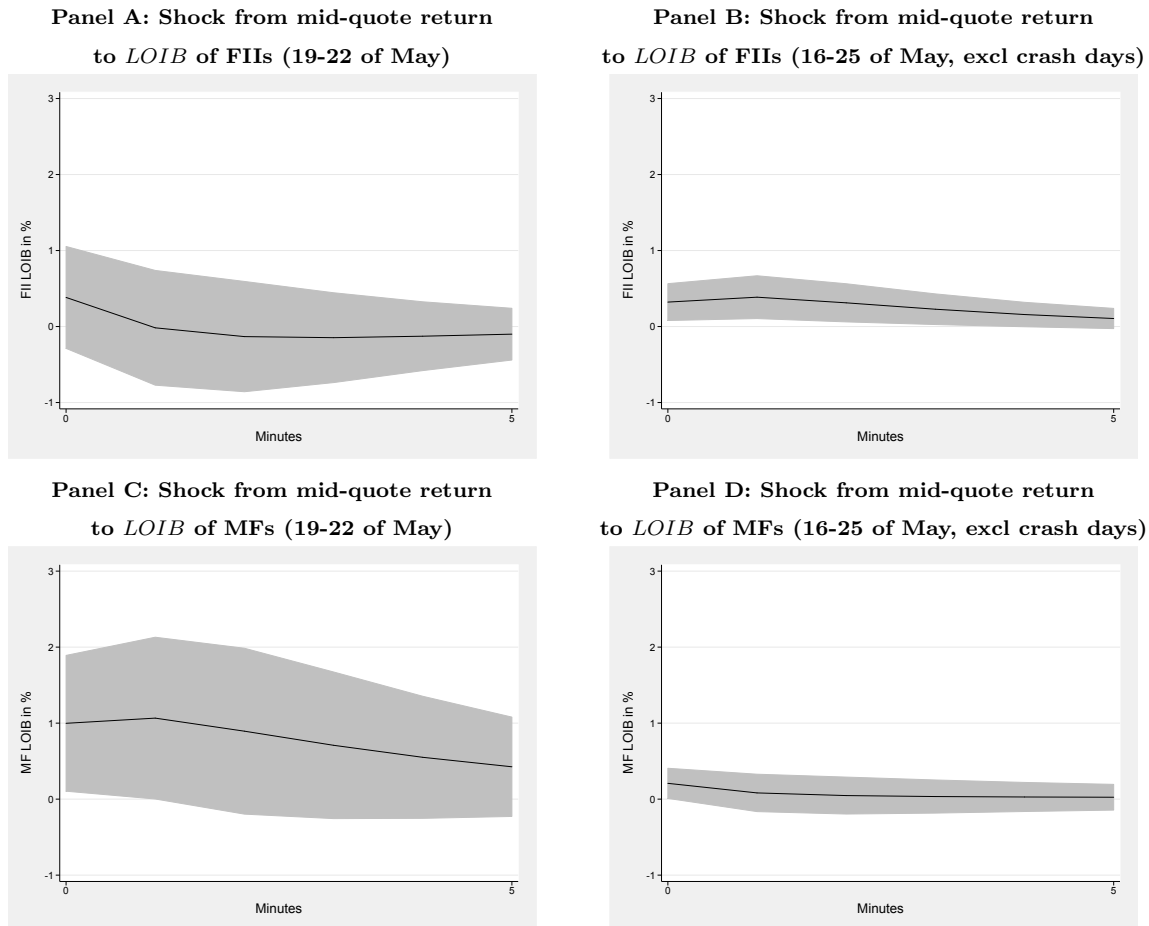 Panel A: Shock from mid-quote return
to LOIB of FIIs (19-22 of May)
3
2
1
0
-1
FII LOIB in %
0
5
Minutes
Panel B: Shock from mid-quote return
to LOIB of FIIs (16-25 of May, excl crash days)
3
2
1
0
-1
FII LOIB in %
0
5
Minutes
Panel C: Shock from mid-quote return
to LOIB of MFs (19-22 of May)
3
2
1
0
-1
MF LOIB in %
0
5
Minutes
Panel D: Shock from mid-quote return
to LOIB of MFs (16-25 of May, excl crash days)
3
2
1
0
-1
MF LOIB in %
0
5
Minutes